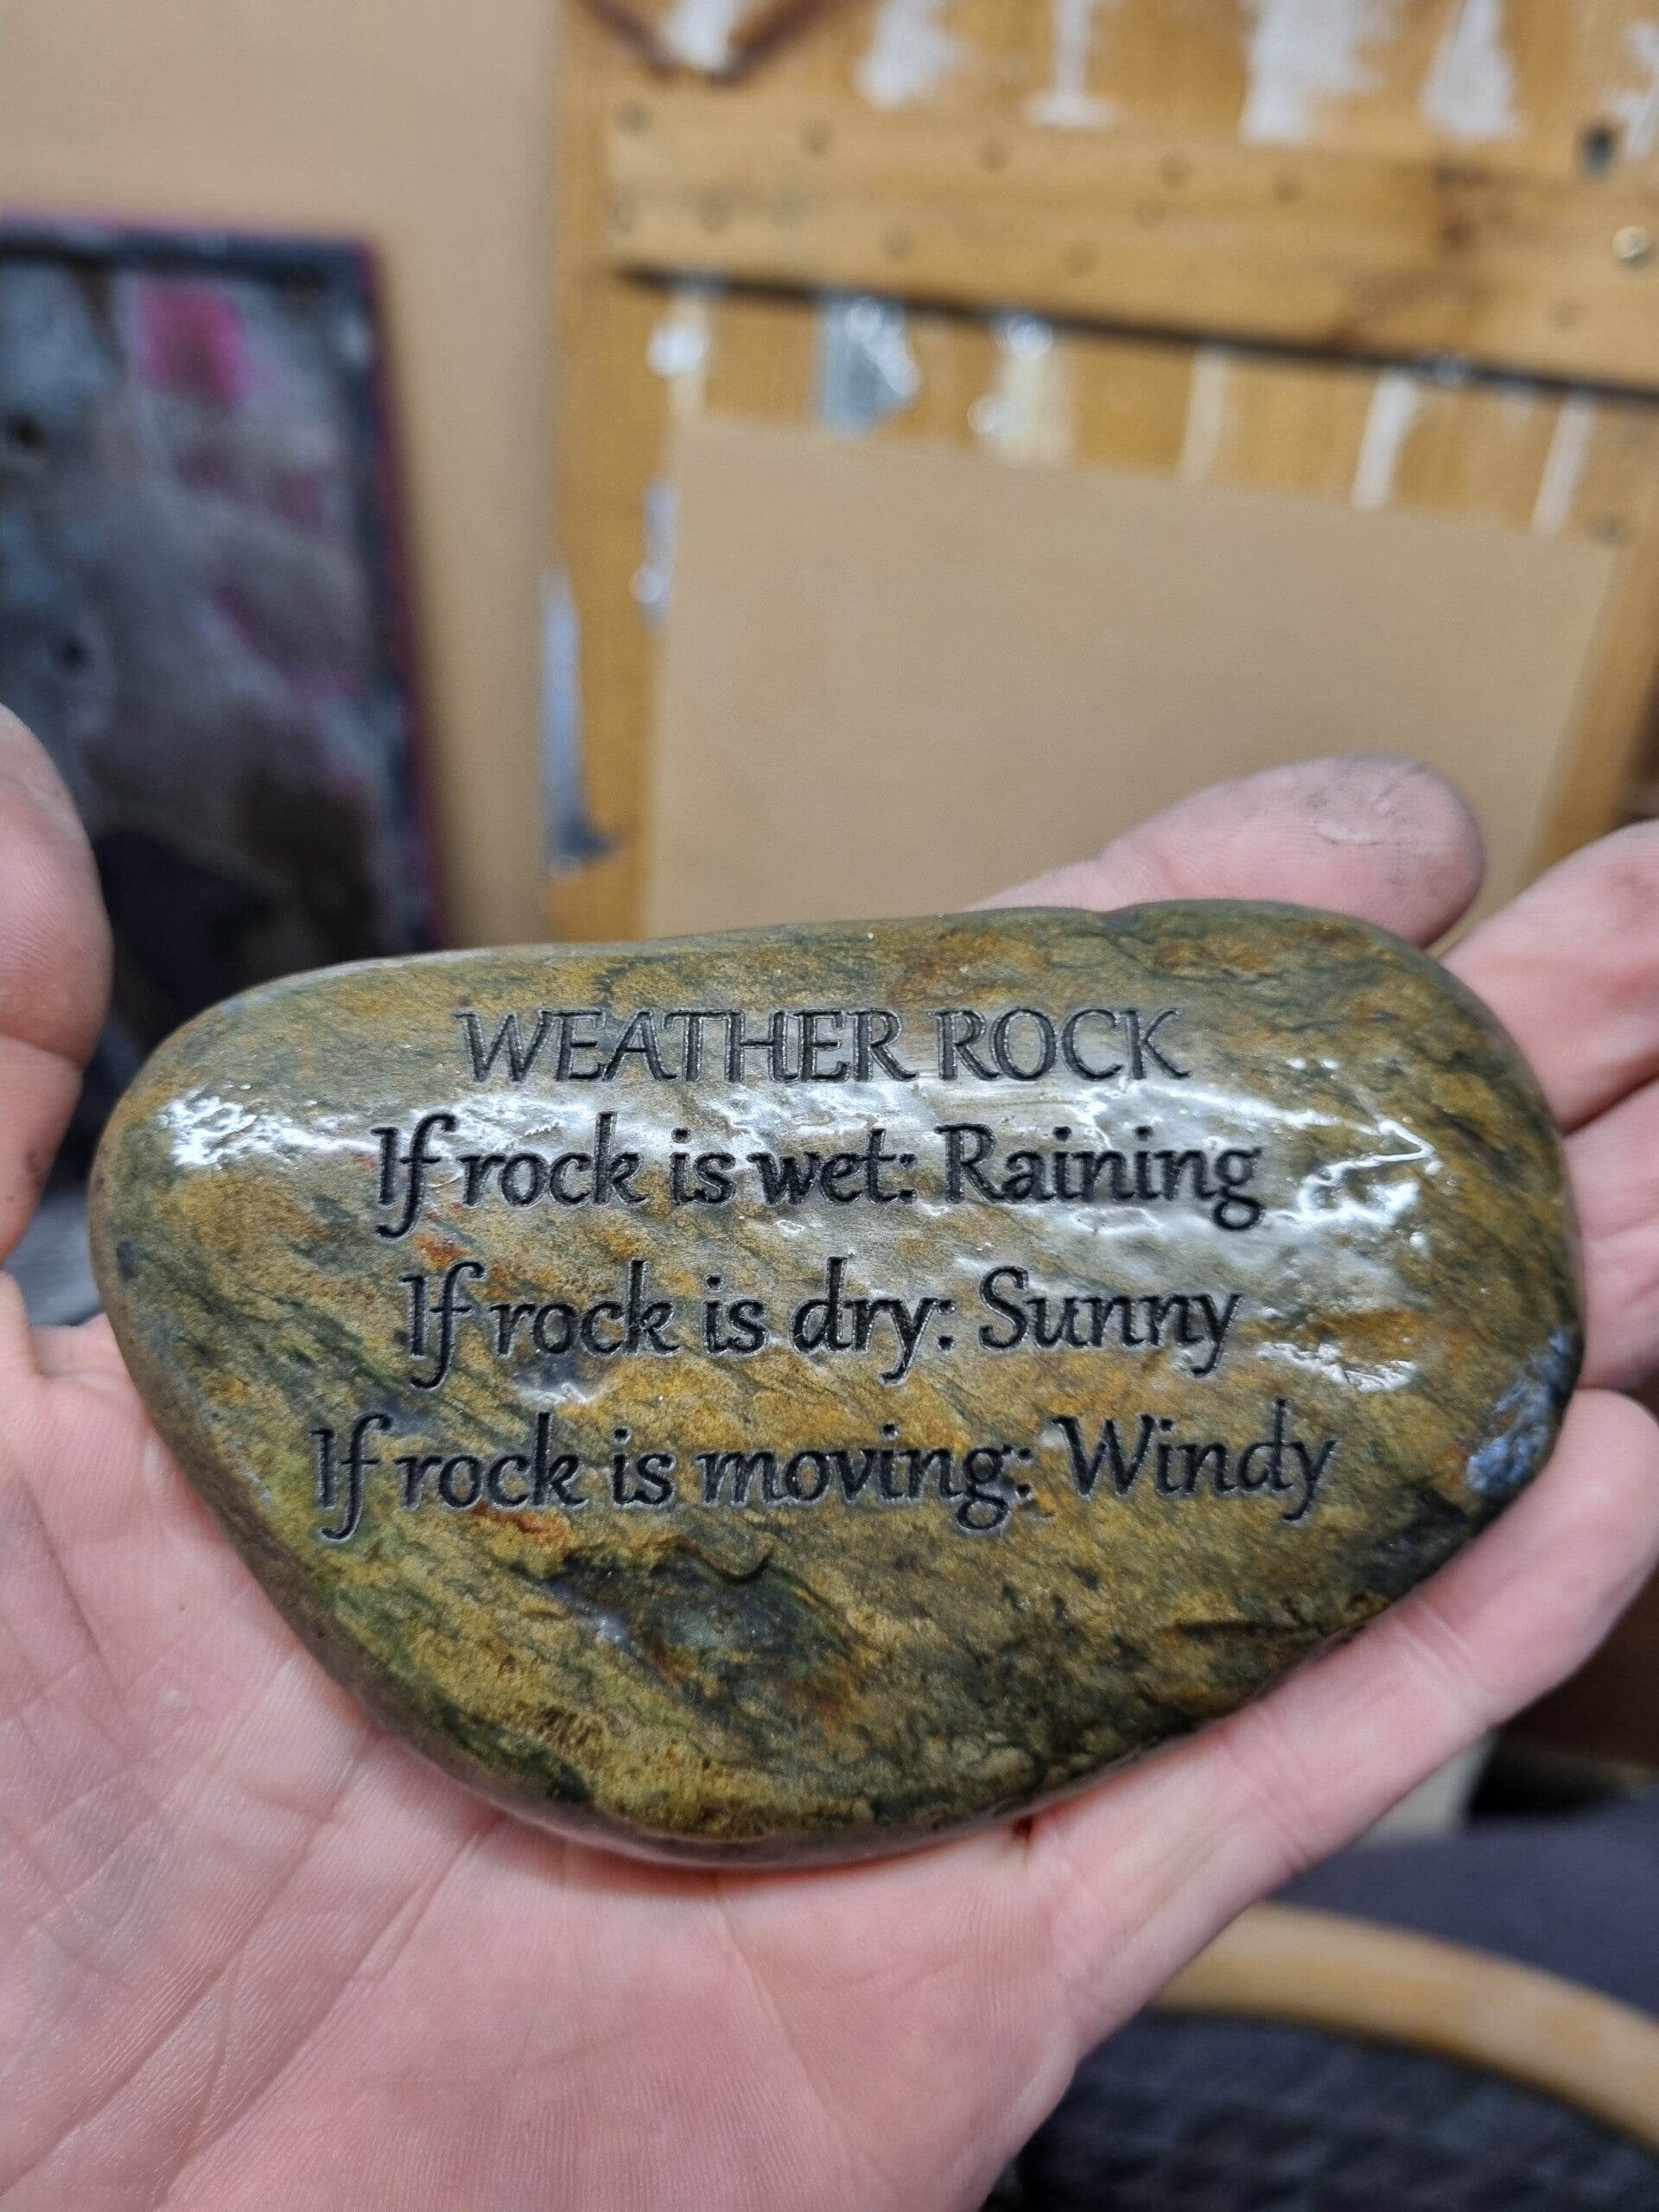 WEATHER ROCK
If rock is wet: Raining
If rock is dry: Sunny
If rock is moving: Windy